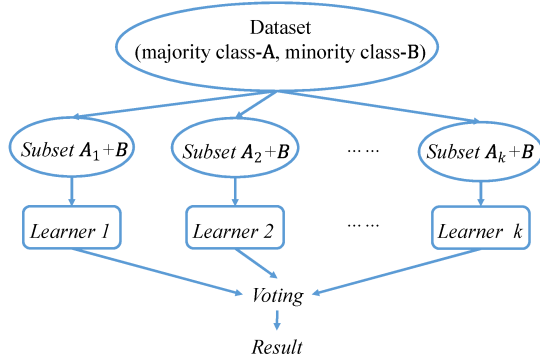 Dataset
(majority class-A, minority class-B)
Subset A₁+B
Subset A₂+B
... ...
Subset Aₖ+B
Learner 1
Learner 2
... ...
Learner k
Voting
Result